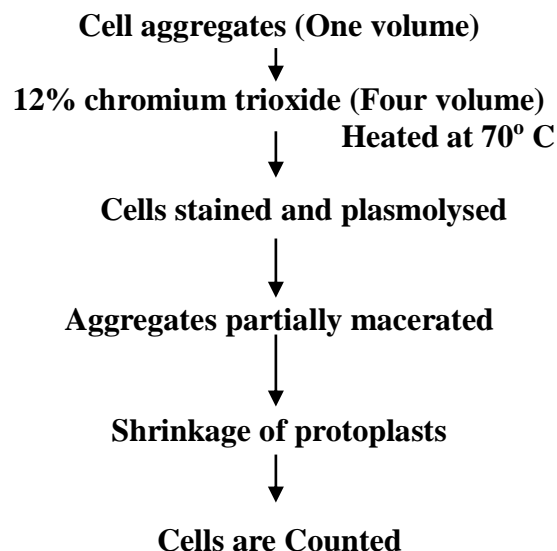 Cell aggregates (One volume)
12% chromium trioxide (Four volume)
Heated at 70º C
Cells stained and plasmolysed
Aggregates partially macerated
Shrinkage of protoplasts
Cells are Counted